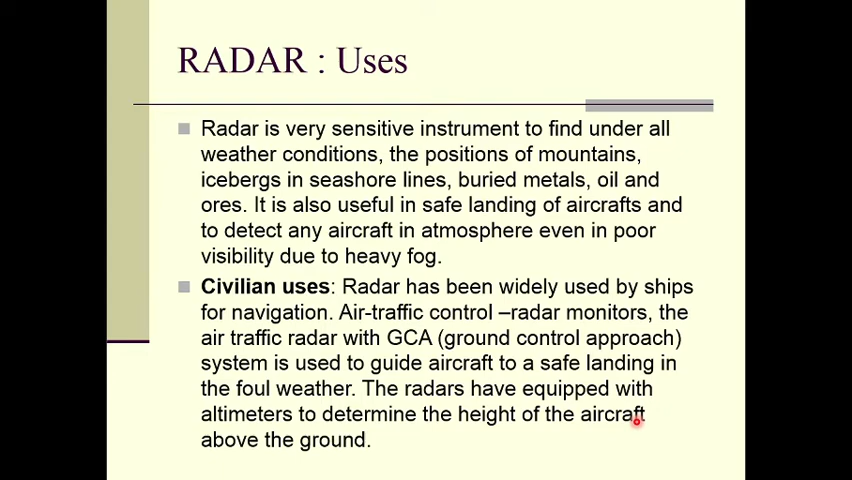 RADAR : Uses
Radar is very sensitive instrument to find under all
weather conditions, the positions of mountains,
icebergs in seashore lines, buried metals, oil and
ores. It is also useful in safe landing of aircrafts and
to detect any aircraft in atmosphere even in poor
visibility due to heavy fog.
Civilian uses: Radar has been widely used by ships
for navigation. Air-traffic control –radar monitors, the
air traffic radar with GCA (ground control approach)
system is used to guide aircraft to a safe landing in
the foul weather. The radars have equipped with
altimeters to determine the height of the aircraft
above the ground.